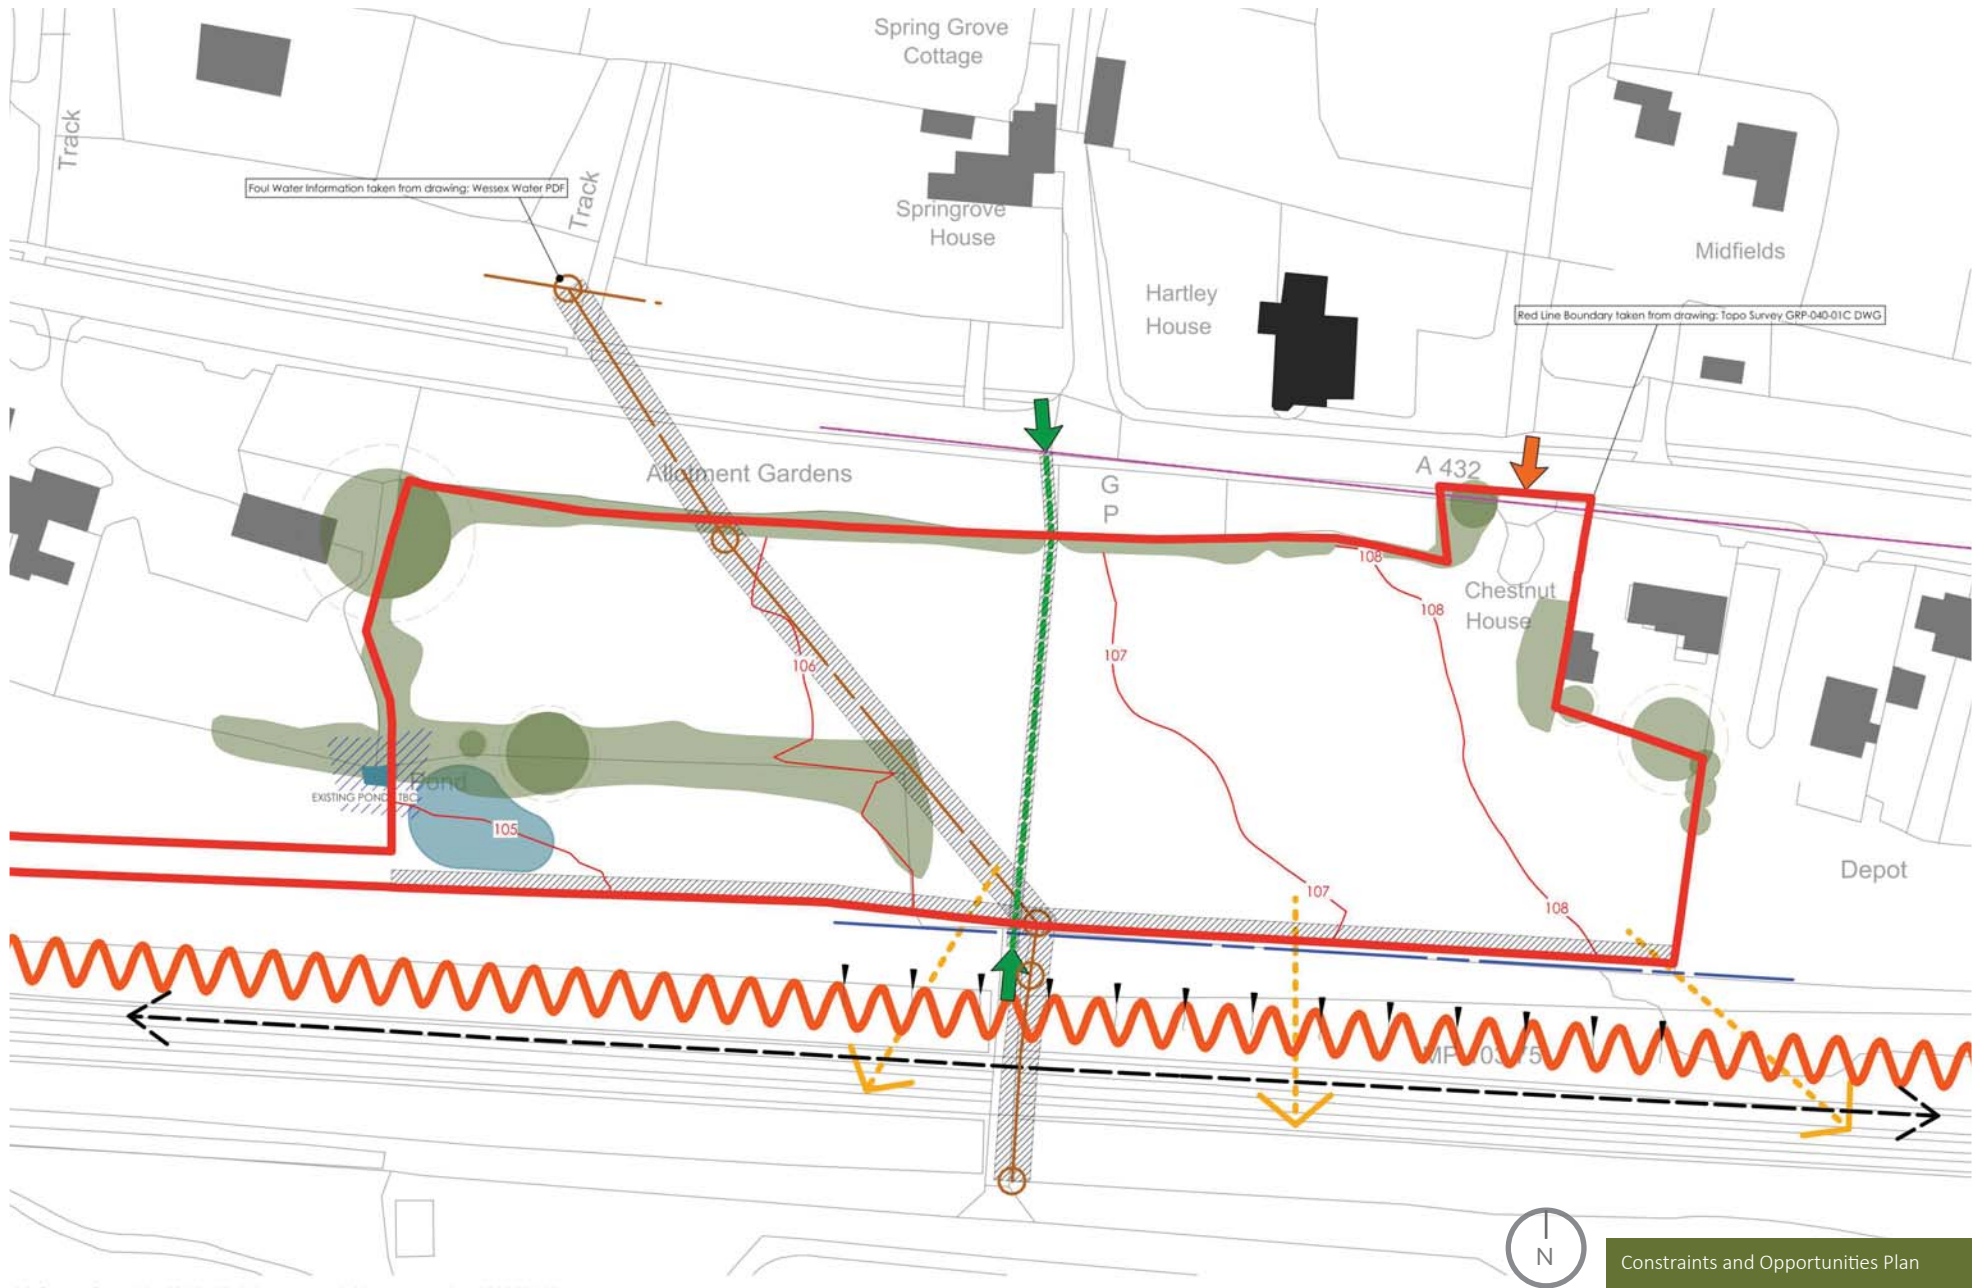 Spring Grove
Cottage
Track
Foul Water Information taken from drawing: Wessex Water PDF
Track
Springrove
House
Midfields
Hartley
House
Red Line Boundary taken from drawing: Topo Survey GRP-040-01C DWG
Allotment Gardens
A 432
G
P
108
Chestnut
House
108
107
106
Pond
EXISTING POND TBC
105
Depot
107
108
N
Constraints and Opportunities Plan